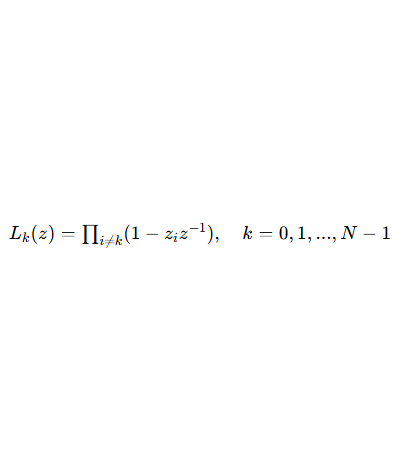 L_k(z) = ∏_{i≠k}(1 − z_i z^{−1}), k = 0, 1, ..., N − 1